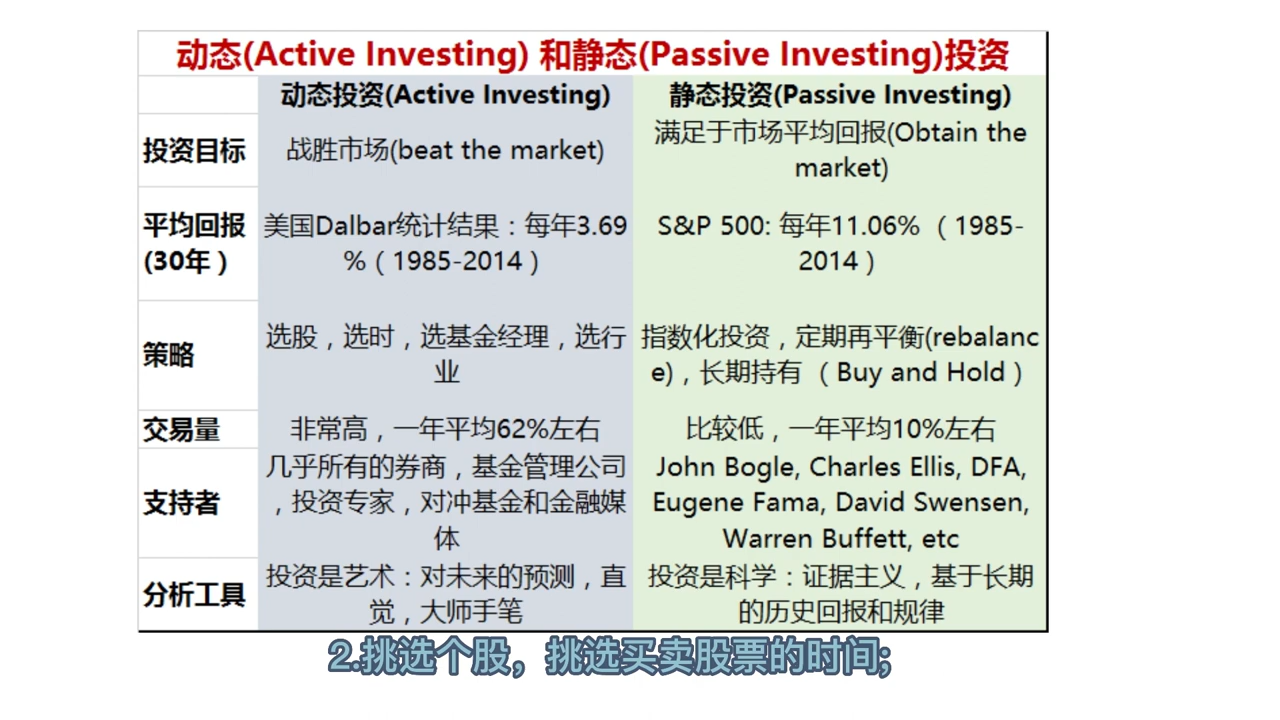 动态(Active Investing) 和静态(Passive Investing)投资
动态投资(Active Investing)
静态投资(Passive Investing)
投资目标
战胜市场(beat the market)
满足于市场平均回报(Obtain the
market)
平均回报
(30年）
美国Dalbar统计结果：每年3.69
%（1985-2014）
S&P 500: 每年11.06% （1985-
2014）
策略
选股，选时，选基金经理，选行
业
指数化投资，定期再平衡(rebalanc
e)，长期持有 （Buy and Hold）
交易量
非常高，一年平均62%左右
比较低，一年平均10%左右
支持者
几乎所有的券商，基金管理公司
，投资专家，对冲基金和金融媒
体
John Bogle, Charles Ellis, DFA,
Eugene Fama, David Swensen,
Warren Buffett, etc
分析工具
投资是艺术：对未来的预测，直
觉，大师手笔
投资是科学：证据主义，基于长期
的历史回报和规律
2.挑选个股，挑选买卖股票的时间;